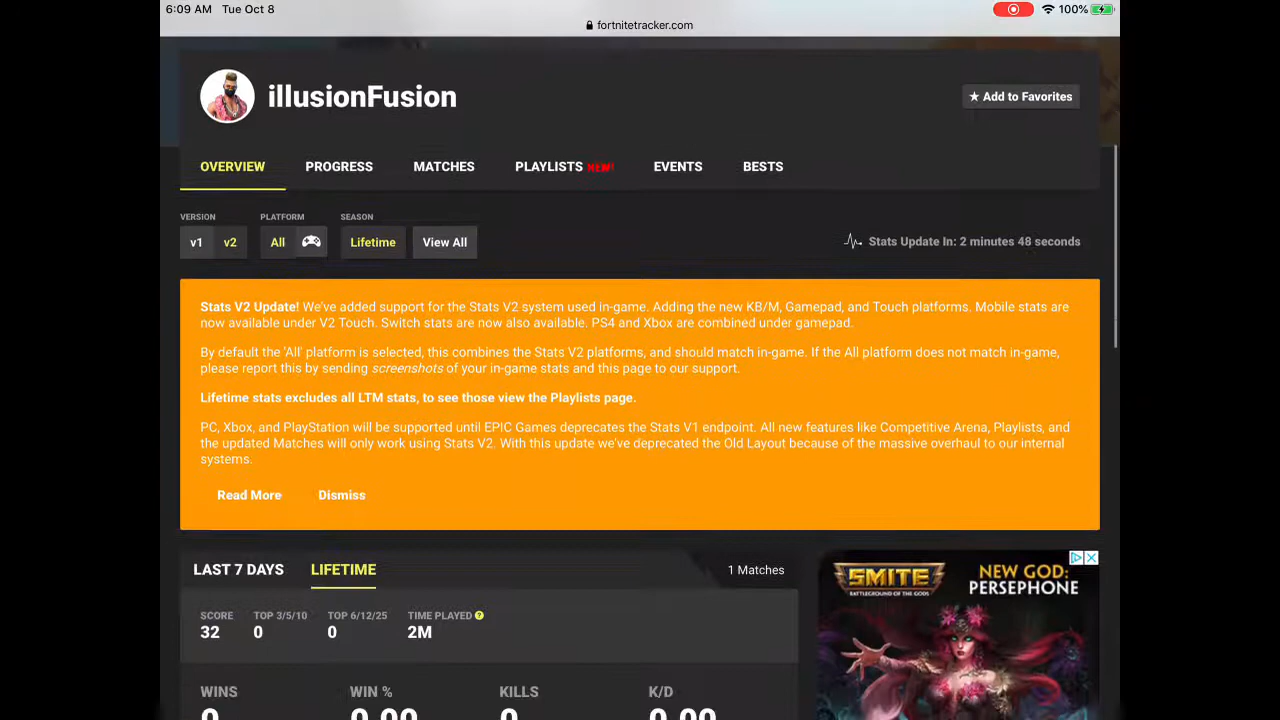 6:09 AM Tue Oct 8 100%
fortnitetracker.com
illusionFusion
★ Add to Favorites
OVERVIEW PROGRESS MATCHES PLAYLISTS NEW! EVENTS BESTS
VERSION PLATFORM SEASON
v1 v2 All Lifetime View All
Stats Update In: 2 minutes 48 seconds
Stats V2 Update! We've added support for the Stats V2 system used in-game. Adding the new KB/M, Gamepad, and Touch platforms. Mobile stats are
now available under V2 Touch. Switch stats are now also available. PS4 and Xbox are combined under gamepad.
By default the 'All' platform is selected, this combines the Stats V2 platforms, and should match in-game. If the All platform does not match in-game,
please report this by sending screenshots of your in-game stats and this page to our support.
Lifetime stats excludes all LTM stats, to see those view the Playlists page.
PC, Xbox, and PlayStation will be supported until EPIC Games deprecates the Stats V1 endpoint. All new features like Competitive Arena, Playlists, and
the updated Matches will only work using Stats V2. With this update we've deprecated the Old Layout because of the massive overhaul to our internal
systems.
Read More Dismiss
LAST 7 DAYS LIFETIME 1 Matches
SCORE TOP 3/5/10 TOP 6/12/25 TIME PLAYED ?
32 0 0 2M
WINS WIN % KILLS K/D
0 0.00 0 0.00
SMITE
BATTLEGROUND OF THE GODS
NEW GOD:
PERSEPHONE